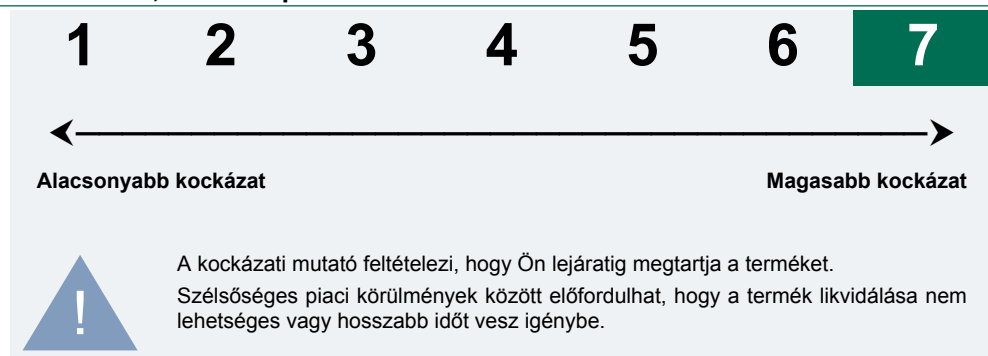 1 2 3 4 5 6 7
Alacsonyabb kockázat Magasabb kockázat
A kockázati mutató feltételezi, hogy Ön lejáratig megtartja a terméket.
Szélsőséges piaci körülmények között előfordulhat, hogy a termék likvidálása nem
lehetséges vagy hosszabb időt vesz igénybe.
!